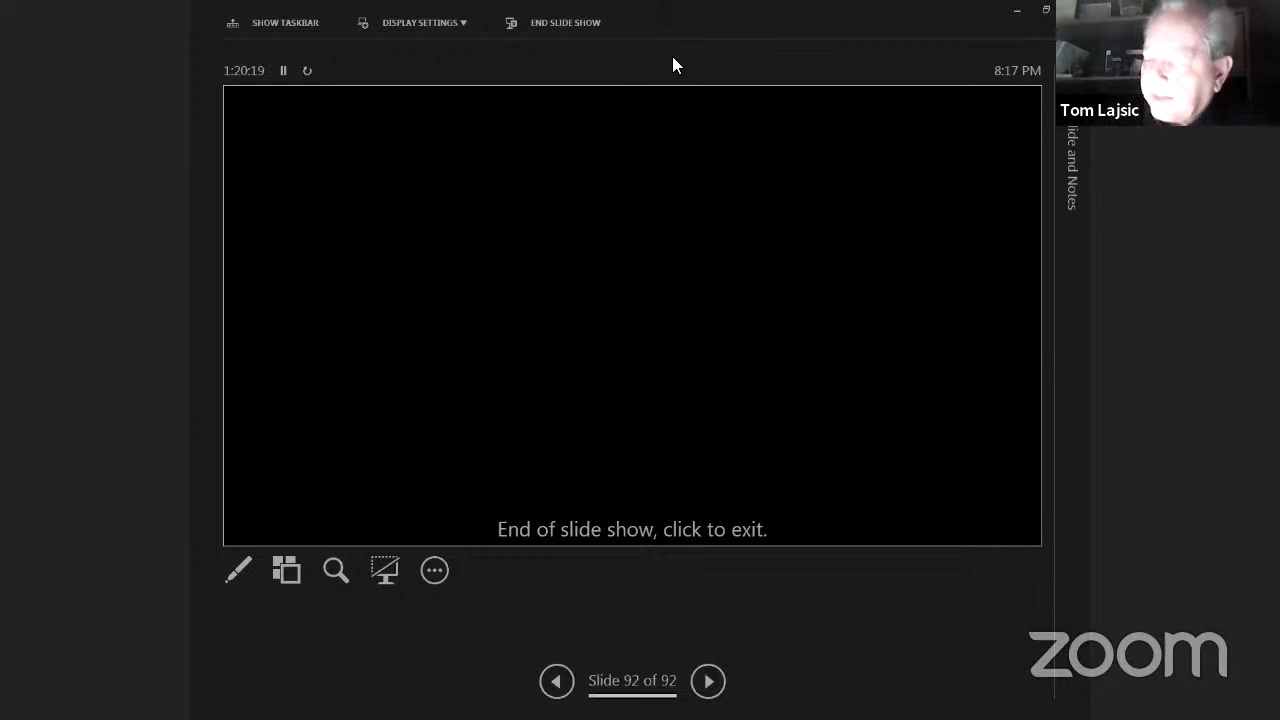 SHOW TASKBAR
DISPLAY SETTINGS ▼
END SLIDE SHOW
1:20:19
8:17 PM
Tom Lajsic
lide and Notes
End of slide show, click to exit.
Slide 92 of 92
zoom